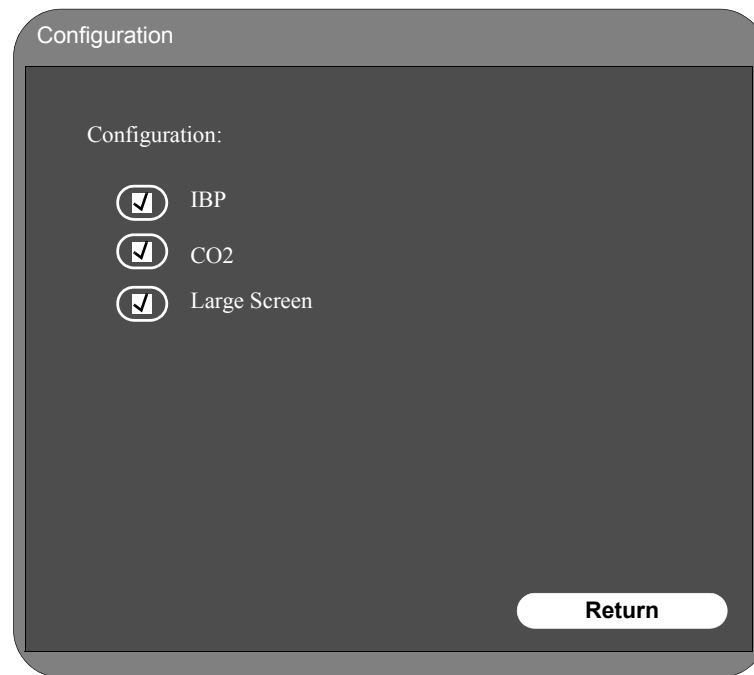 Configuration
Configuration:
IBP
CO2
Large Screen
Return